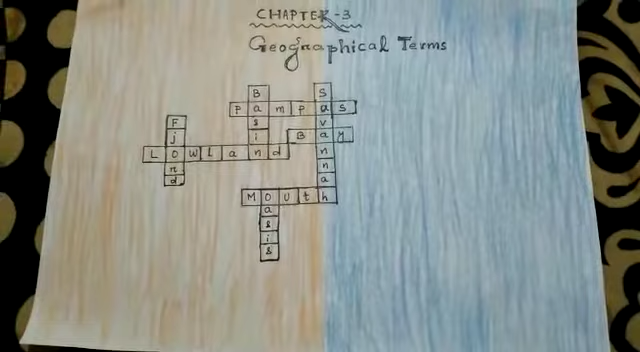 CHAPTER-3
Geographical Terms
B S
Pampas
F s v
j i Bay
Lowland n
r n
d a
Mouth
a
s
i
s